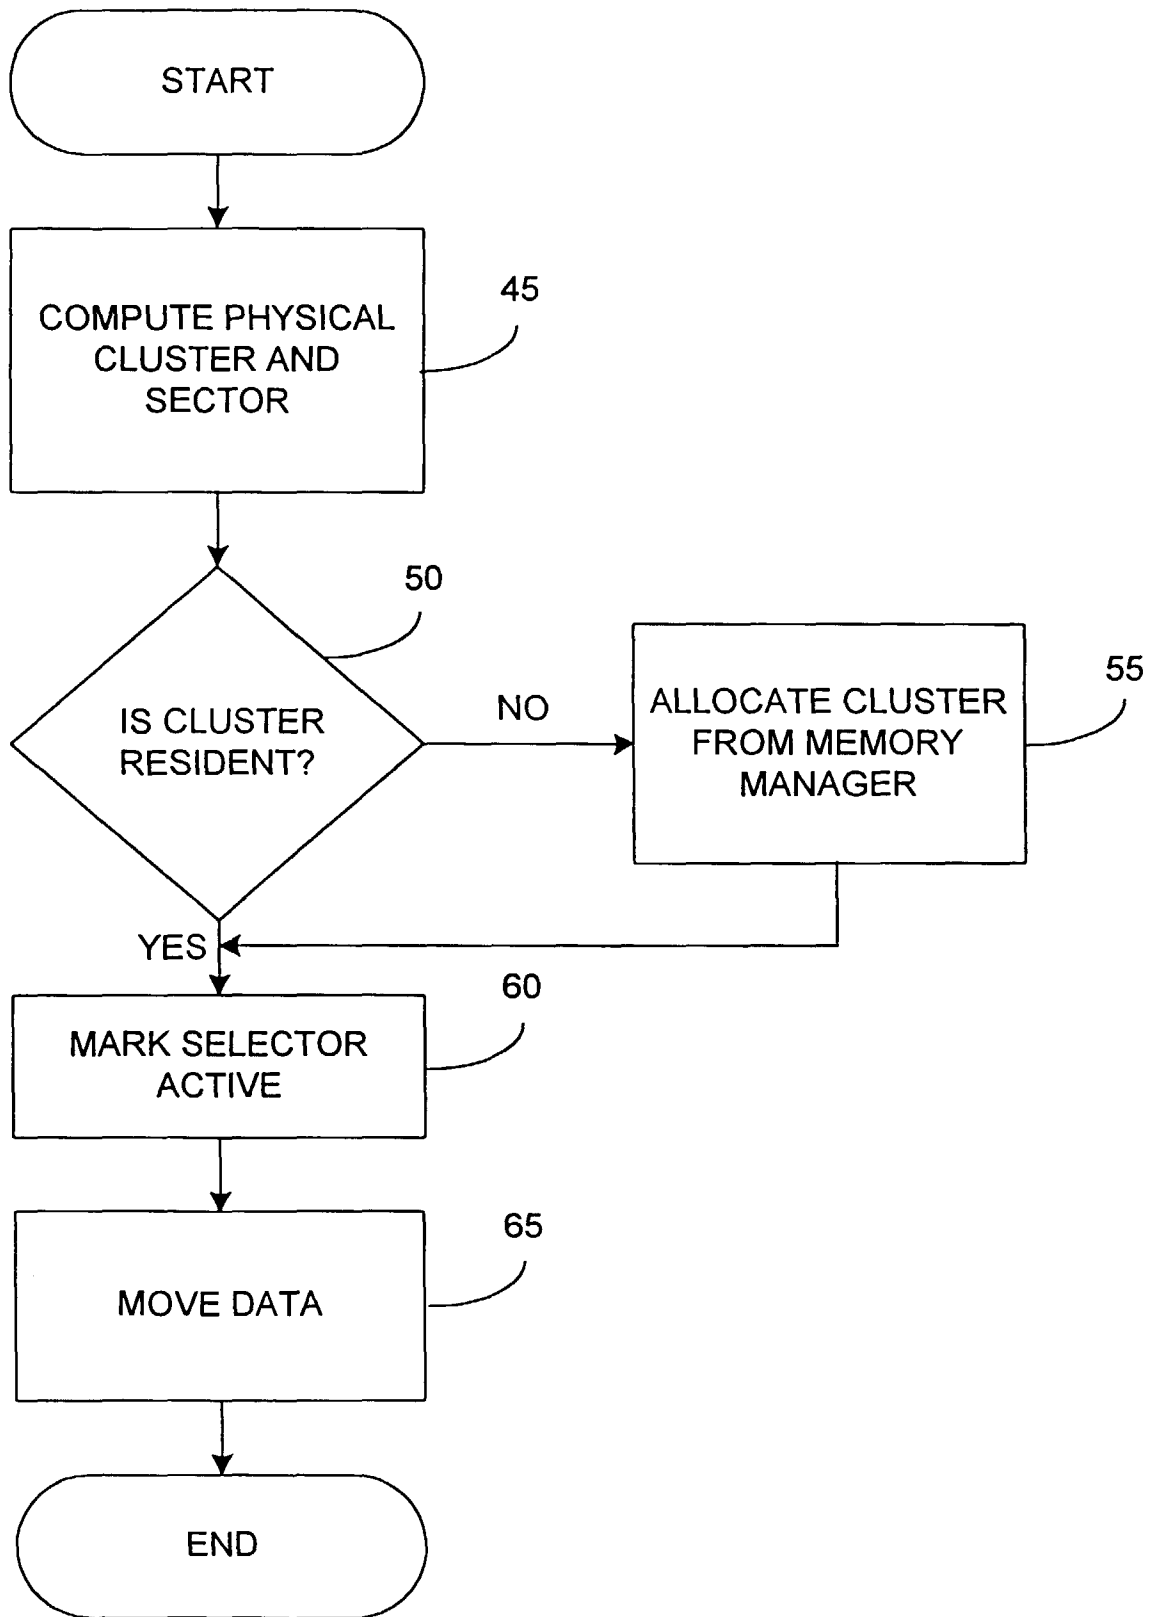 START
COMPUTE PHYSICAL
CLUSTER AND
SECTOR
45
50
IS CLUSTER
RESIDENT?
NO
ALLOCATE CLUSTER
FROM MEMORY
MANAGER
55
YES
MARK SELECTOR
ACTIVE
60
MOVE DATA
65
END